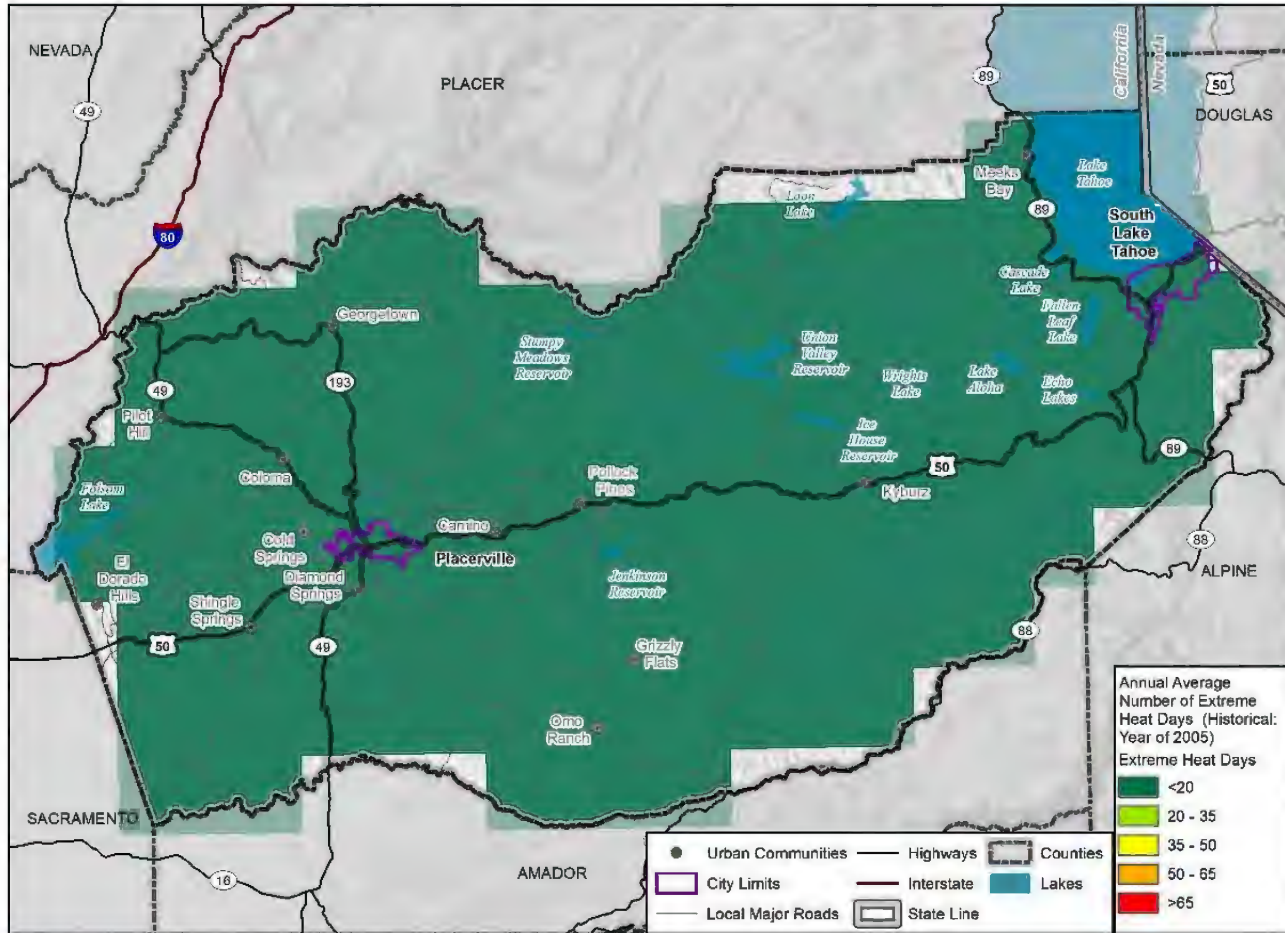 NEVADA
49
PLACER
89
California
Nevada
50
DOUGLAS
80
Meeks
Bay
Lake
Tahoe
Loon
Lake
89
South
Lake
Tahoe
Cascade
Lake
Fallen
Leaf
Lake
Georgetown
Stumpy
Meadows
Reservoir
Union
Valley
Reservoir
Wrights
Lake
Lake
Aloha
Echo
Lakes
49
193
Pilot
Hill
Ice
House
Reservoir
Coloma
Pollock
Pines
50
89
Kyburz
Folsom
Lake
Camino
Cold
Springs
Placerville
88
El
Dorado
Hills
Diamond
Springs
Jenkinson
Reservoir
ALPINE
Shingle
Springs
50
49
88
Grizzly
Flats
Omo
Ranch
SACRAMENTO
16
AMADOR
Annual Average
Number of Extreme
Heat Days (Historical:
Year of 2005)
Extreme Heat Days
<20
20 - 35
35 - 50
50 - 65
>65
Urban Communities Highways Counties
City Limits Interstate Lakes
Local Major Roads State Line